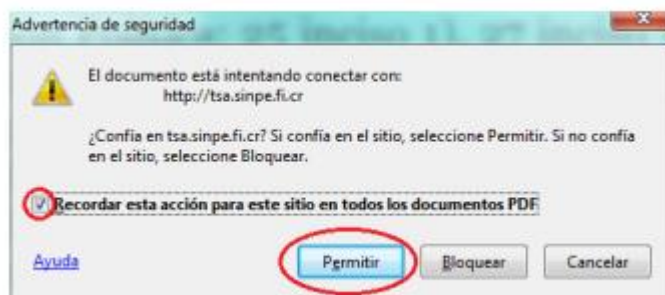 Advertencia de seguridad
El documento está intentando conectar con:
http://tsa.sinpe.fi.cr
¿Confía en tsa.sinpe.fi.cr? Si confía en el sitio, seleccione Permitir. Si no confía
en el sitio, seleccione Bloquear.
Recordar esta acción para este sitio en todos los documentos PDF
Ayuda
Permitir
Bloquear
Cancelar